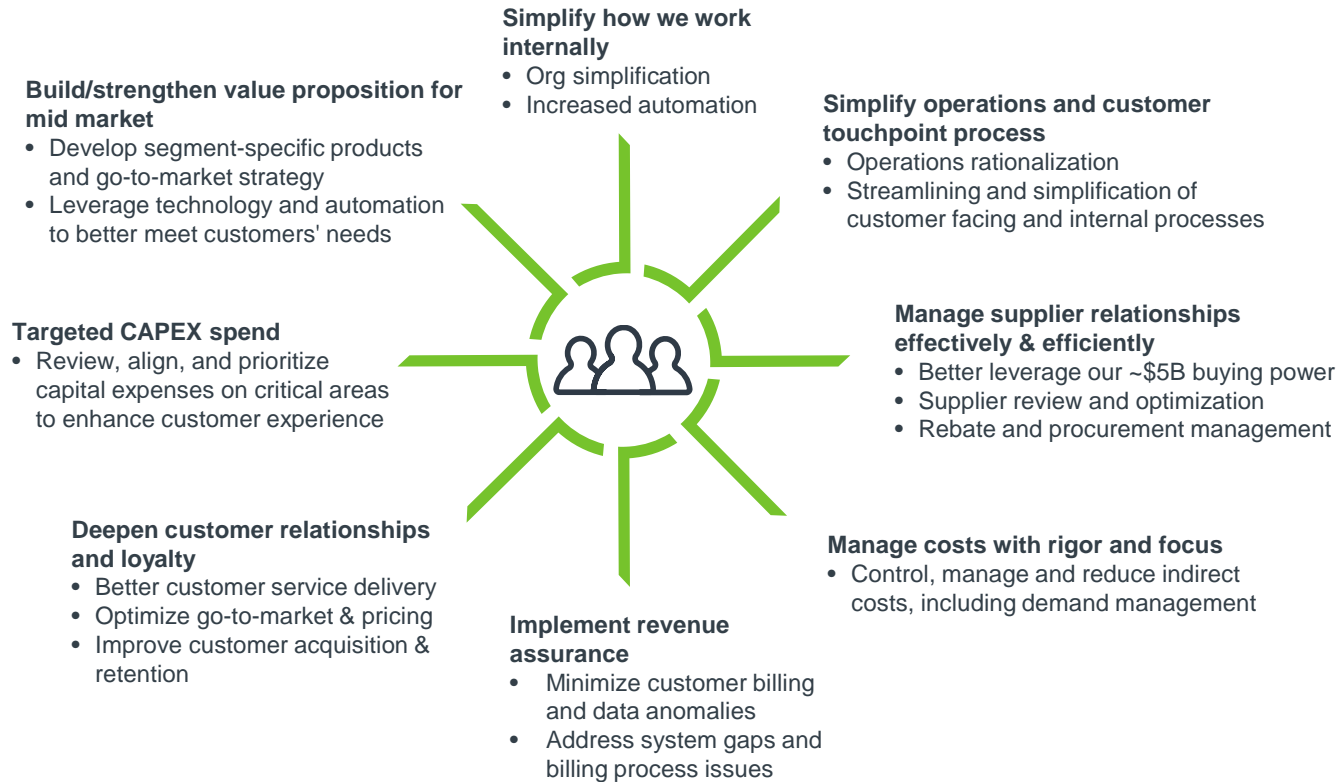 Simplify how we work
internally
• Org simplification
• Increased automation
Simplify operations and customer
touchpoint process
• Operations rationalization
• Streamlining and simplification of
customer facing and internal processes
Manage supplier relationships
effectively & efficiently
• Better leverage our ~$5B buying power
• Supplier review and optimization
• Rebate and procurement management
Manage costs with rigor and focus
• Control, manage and reduce indirect
costs, including demand management
Implement revenue
assurance
• Minimize customer billing
and data anomalies
• Address system gaps and
billing process issues
Deepen customer relationships
and loyalty
• Better customer service delivery
• Optimize go-to-market & pricing
• Improve customer acquisition &
retention
Targeted CAPEX spend
• Review, align, and prioritize
capital expenses on critical areas
to enhance customer experience
Build/strengthen value proposition for
mid market
• Develop segment-specific products
and go-to-market strategy
• Leverage technology and automation
to better meet customers' needs